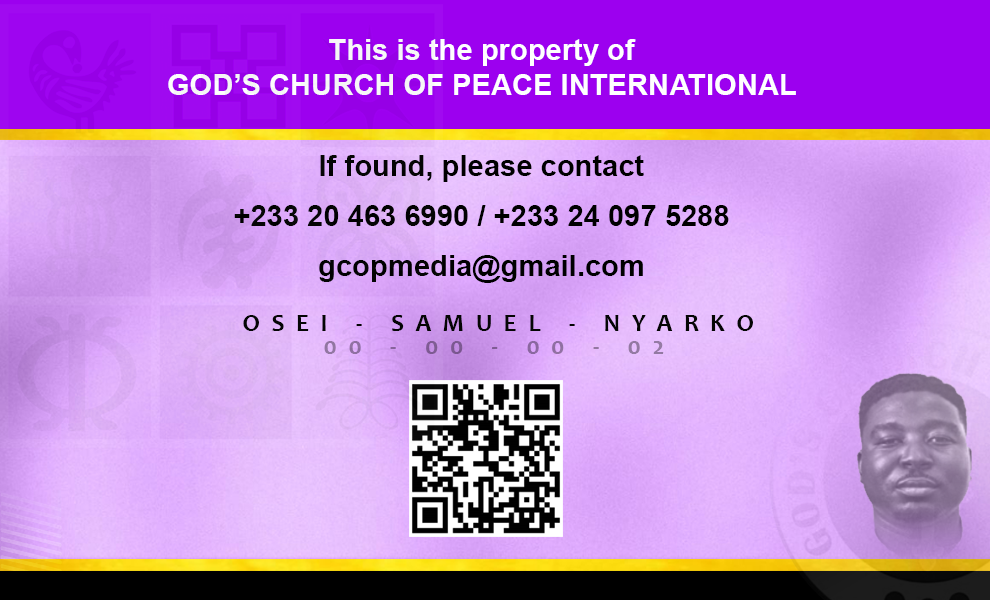 This is the property of
GOD’S CHURCH OF PEACE INTERNATIONAL
If found, please contact
+233 20 463 6990 / +233 24 097 5288
gcopmedia@gmail.com
OSEI - SAMUEL - NYARKO
00 - 00 - 00 - 02
GOD'S